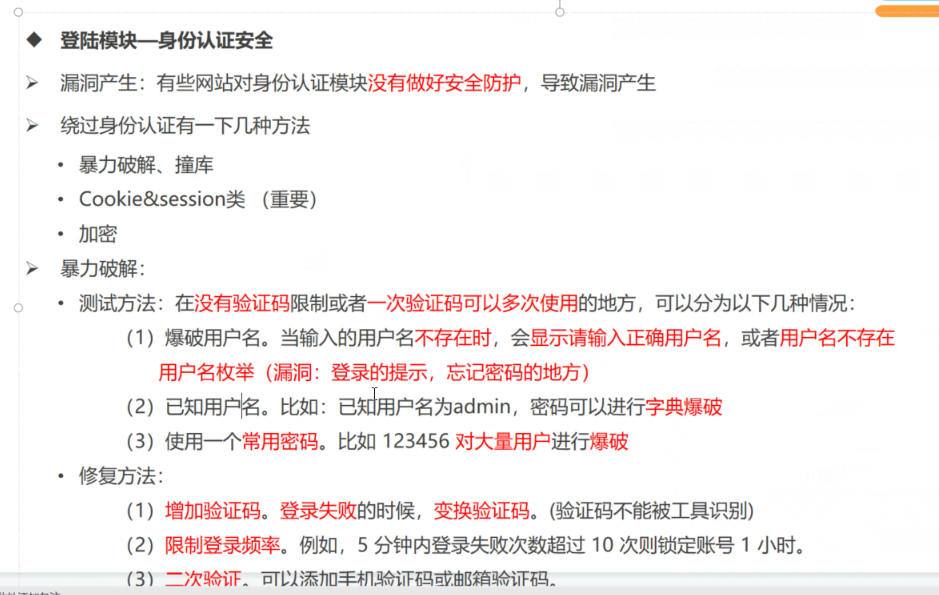 ◆ 登陆模块—身份认证安全
➢ 漏洞产生：有些网站对身份认证模块没有做好安全防护，导致漏洞产生
➢ 绕过身份认证有一下几种方法
• 暴力破解、撞库
• Cookie&session类 （重要）
• 加密
➢ 暴力破解：
• 测试方法：在没有验证码限制或者一次验证码可以多次使用的地方，可以分为以下几种情况：
（1）爆破用户名。当输入的用户名不存在时，会显示请输入正确用户名，或者用户名不存在
用户名枚举（漏洞：登录的提示，忘记密码的地方）
（2）已知用户名。比如：已知用户名为admin，密码可以进行字典爆破
（3）使用一个常用密码。比如 123456 对大量用户进行爆破
• 修复方法：
（1）增加验证码。登录失败的时候，变换验证码。(验证码不能被工具识别)
（2）限制登录频率。例如，5 分钟内登录失败次数超过 10 次则锁定账号 1 小时。
（3）二次验证。可以添加手机验证码或邮箱验证码。